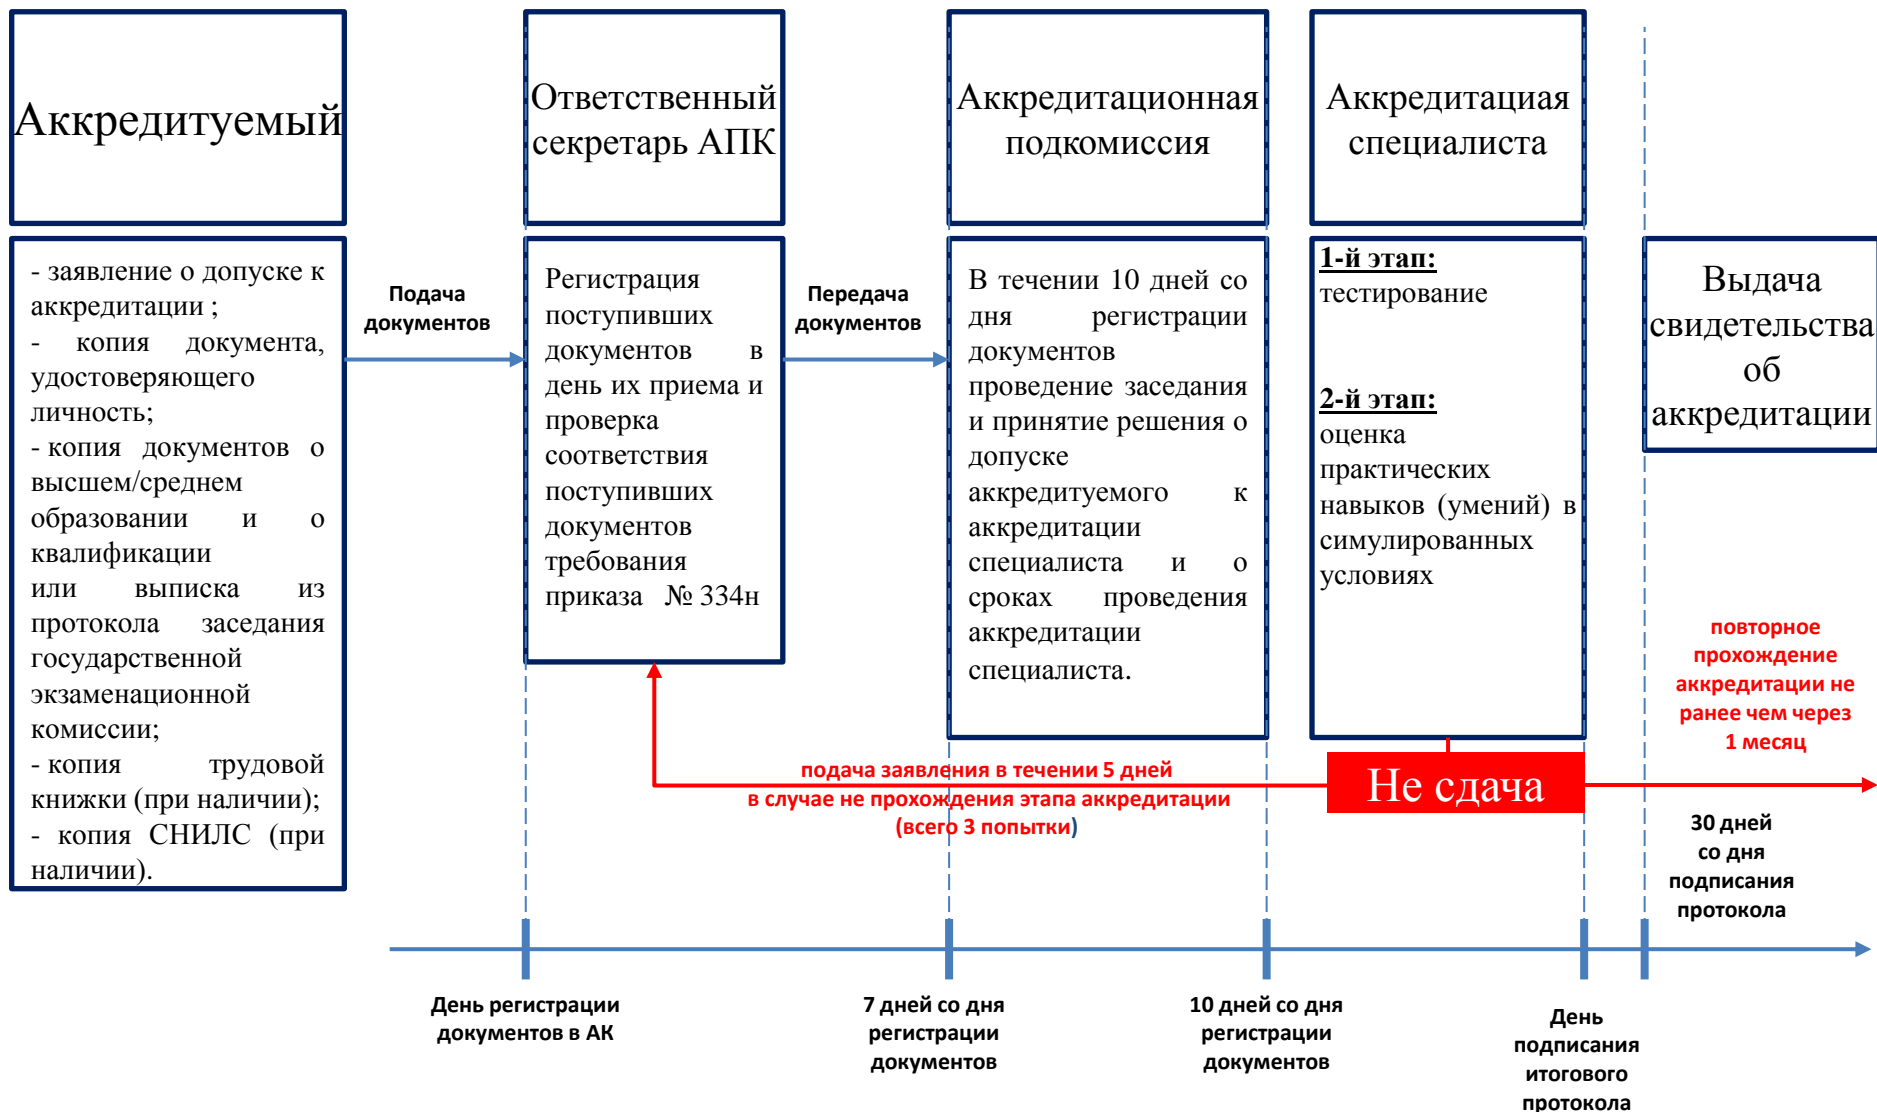 Аккредитуемый
Ответственный
секретарь АПК
Аккредитационная
подкомиссия
Аккредитациая
специалиста
- заявление о допуске к
аккредитации ;
- копия документа,
удостоверяющего
личность;
- копия документов о
высшем/среднем
образовании и о
квалификации
или выписка из
протокола заседания
государственной
экзаменационной
комиссии;
- копия трудовой
книжки (при наличии);
- копия СНИЛС (при
наличии).
Подача
документов
Регистрация
поступивших
документов в
день их приема и
проверка
соответствия
поступивших
документов
требования
приказа № 334н
Передача
документов
В течении 10 дней со
дня регистрации
документов
проведение заседания
и принятие решения о
допуске
аккредитуемого к
аккредитации
специалиста и о
сроках проведения
аккредитации
специалиста.
1-й этап:
тестирование
2-й этап:
оценка
практических
навыков (умений) в
симулированных
условиях
Выдача
свидетельства
об
аккредитации
повторное
прохождение
аккредитации не
ранее чем через
1 месяц
Не сдача
подача заявления в течении 5 дней
в случае не прохождения этапа аккредитации
(всего 3 попытки)
30 дней
со дня
подписания
протокола
День регистрации
документов в АК
7 дней со дня
регистрации
документов
10 дней со дня
регистрации
документов
День
подписания
итогового
протокола